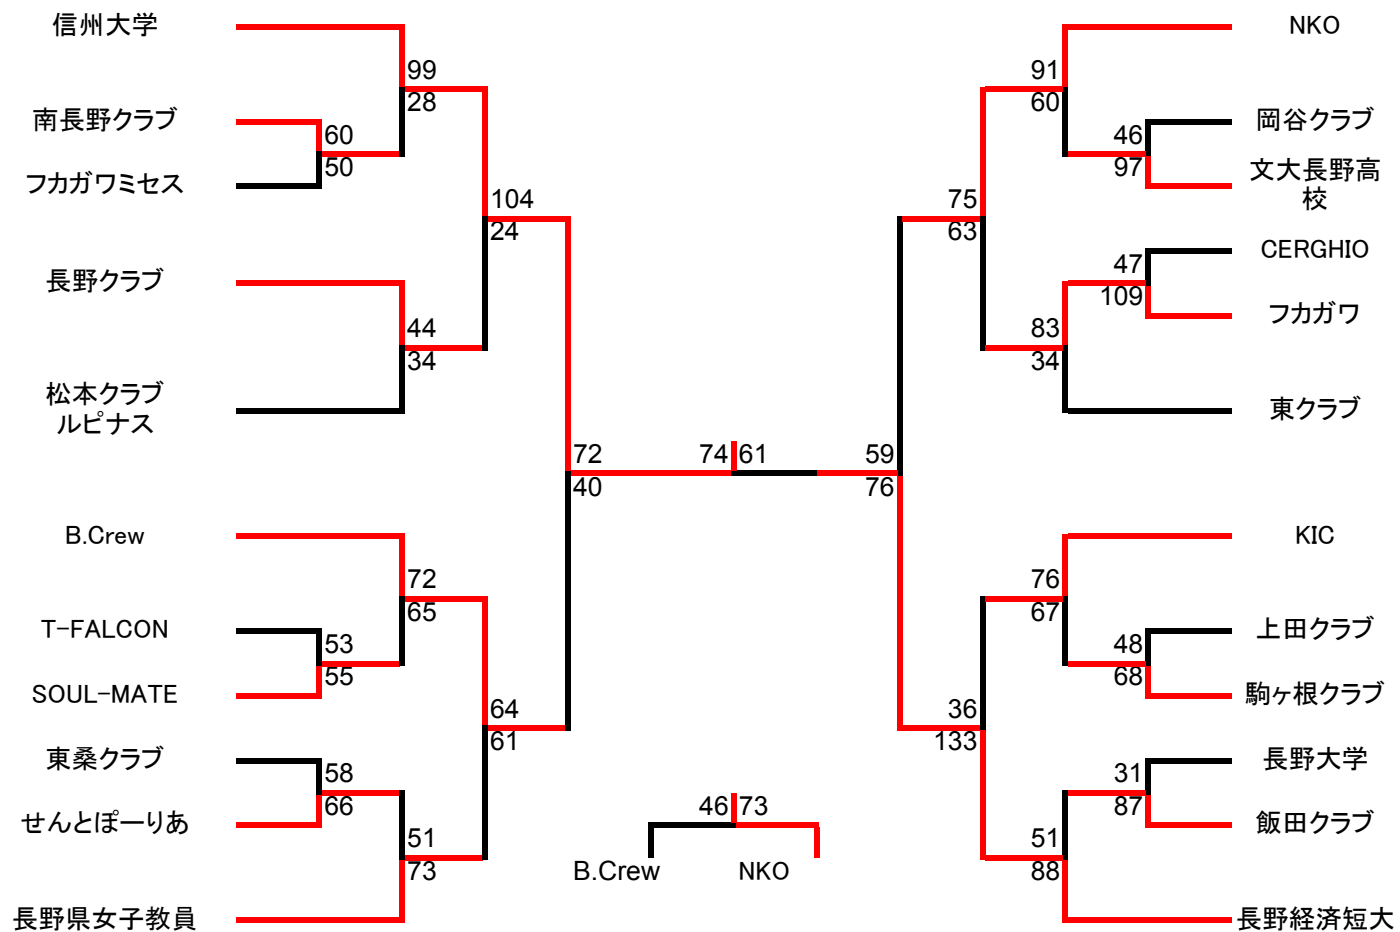 信州大学
99
28
南長野クラブ
60
50
フカガワミセス
104
24
長野クラブ
44
34
松本クラブ
ルピナス
72
40
B.Crew
72
65
T-FALCON
53
55
SOUL-MATE
64
61
東桑クラブ
58
66
せんとぽーりあ
51
73
長野県女子教員
74 61
46 73
B.Crew NKO
NKO
91
60
岡谷クラブ
46
97
文大長野高
校
75
63
CERGHIO
47
109
フカガワ
83
34
東クラブ
59
76
KIC
76
67
上田クラブ
48
68
駒ヶ根クラブ
36
133
長野大学
31
87
飯田クラブ
51
88
長野経済短大